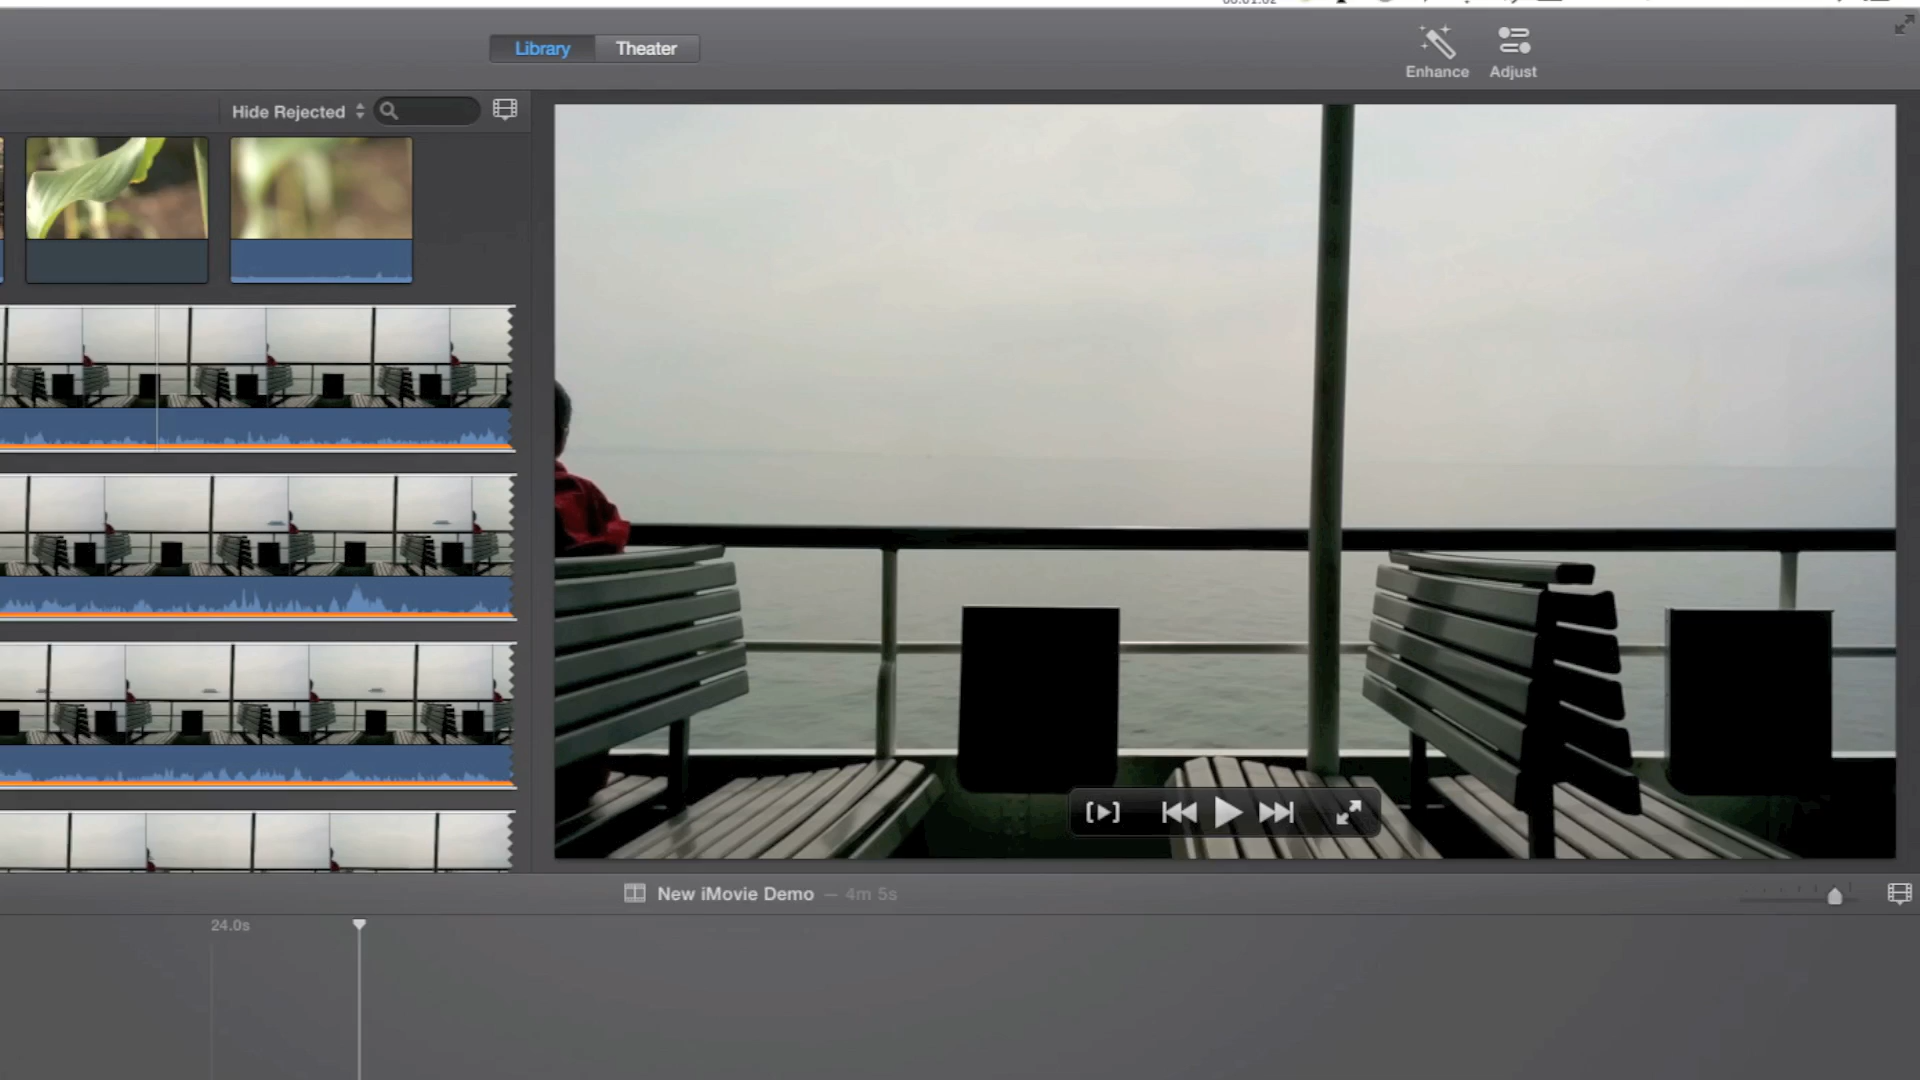 Library Theater
Enhance Adjust
Hide Rejected
New iMovie Demo – 4m 5s
24.0s